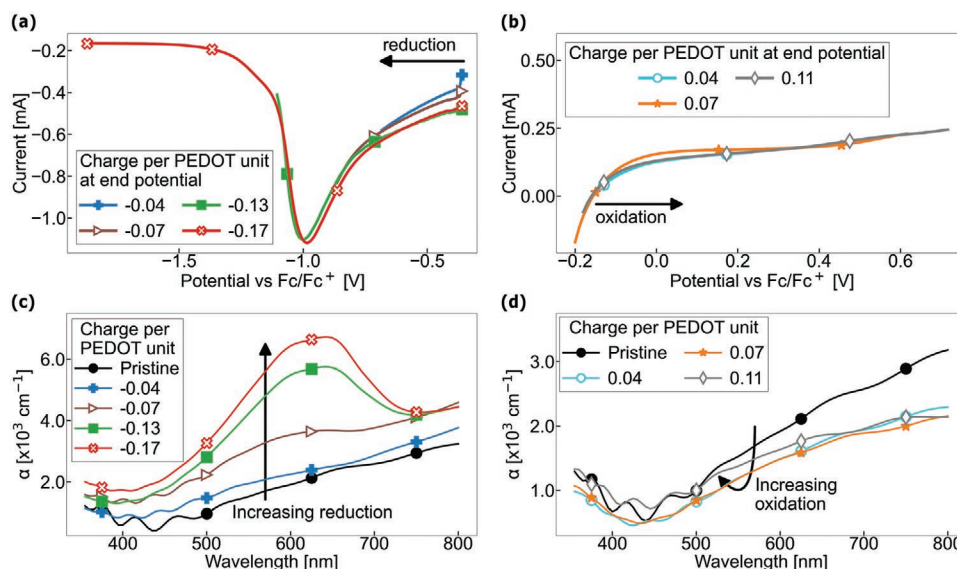 (a)
reduction
−0.2
−0.4
−0.6
−0.8
−1.0
Current [mA]
Charge per PEDOT unit
at end potential
-0.04
-0.13
-0.07
-0.17
−1.5
−1.0
−0.5
Potential vs Fc/Fc+ [V]
(b)
Charge per PEDOT unit at end potential
0.04
0.11
0.07
0.50
0.25
0.00
Current [mA]
oxidation
−0.2
0.0
0.2
0.4
0.6
Potential vs Fc/Fc+ [V]
(c)
Charge per
PEDOT unit
Pristine
-0.04
-0.07
-0.13
-0.17
6.0
4.0
2.0
α [x10³ cm⁻¹]
Increasing reduction
400
500
600
700
800
Wavelength [nm]
(d)
Charge per PEDOT unit
Pristine
0.07
0.04
0.11
3.0
2.0
1.0
α [x10³ cm⁻¹]
Increasing
oxidation
400
500
600
700
800
Wavelength [nm]